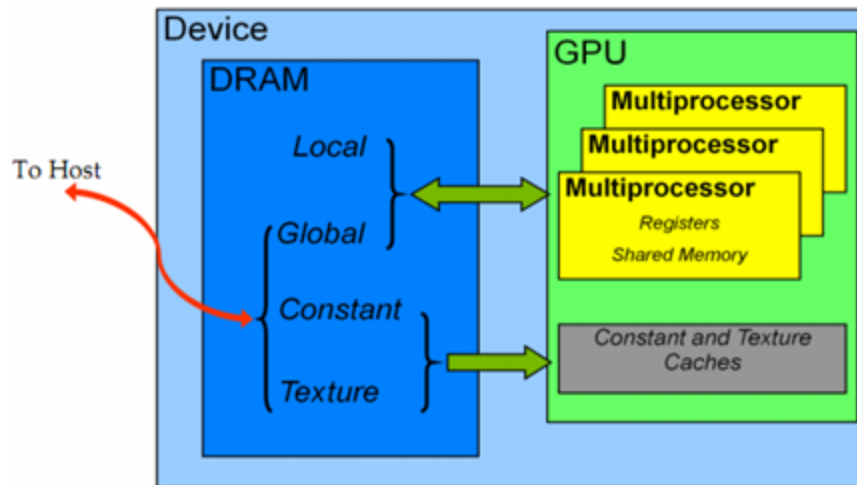 Device
DRAM
Local
Global
Constant
Texture
To Host
GPU
Multiprocessor
Multiprocessor
Multiprocessor
Registers
Shared Memory
Constant and Texture
Caches